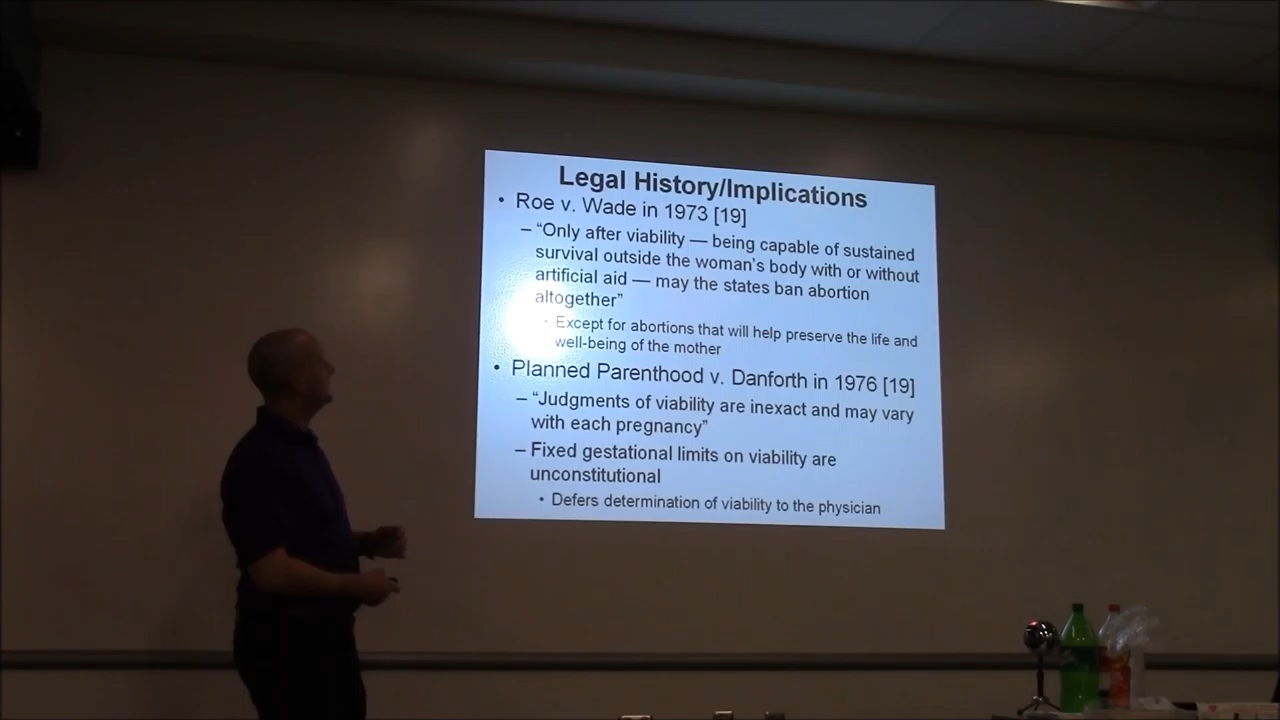 Legal History/Implications
• Roe v. Wade in 1973 [19]
– “Only after viability — being capable of sustained
survival outside the woman’s body with or without
artificial aid — may the states ban abortion
altogether”
• Except for abortions that will help preserve the life and
well-being of the mother
• Planned Parenthood v. Danforth in 1976 [19]
– “Judgments of viability are inexact and may vary
with each pregnancy”
– Fixed gestational limits on viability are
unconstitutional
• Defers determination of viability to the physician